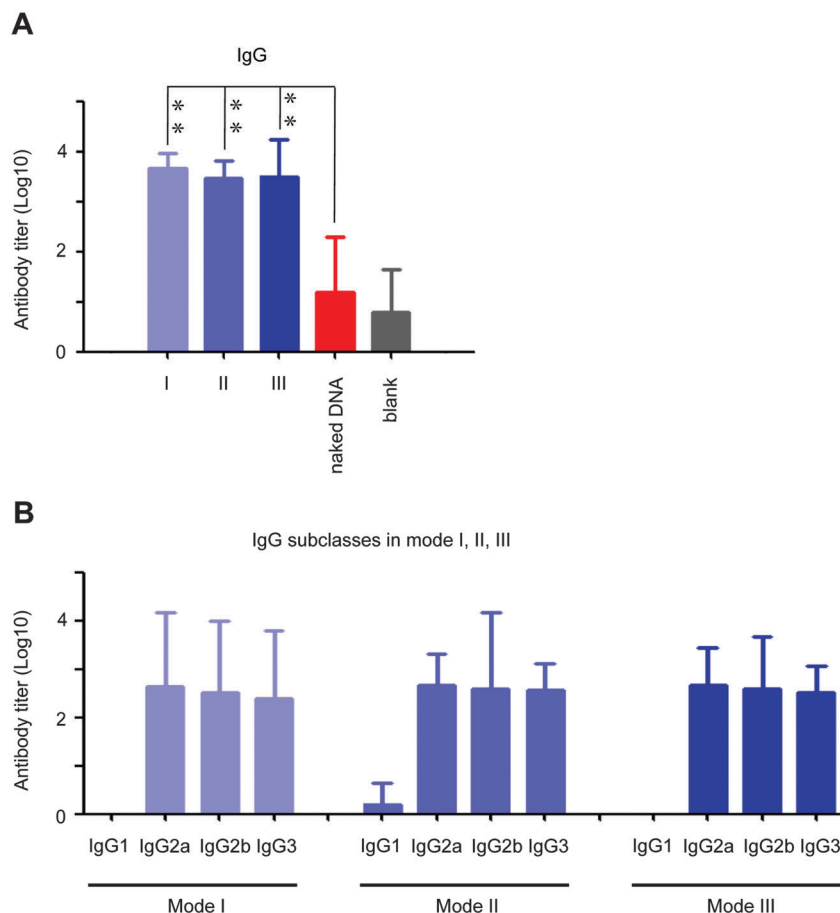 A
IgG
* * * * * *
Antibody titer (Log10)
4
2
0
I II III naked DNA blank
B
IgG subclasses in mode I, II, III
Antibody titer (Log10)
4
2
0
IgG1 IgG2a IgG2b IgG3 IgG1 IgG2a IgG2b IgG3 IgG1 IgG2a IgG2b IgG3
Mode I Mode II Mode III